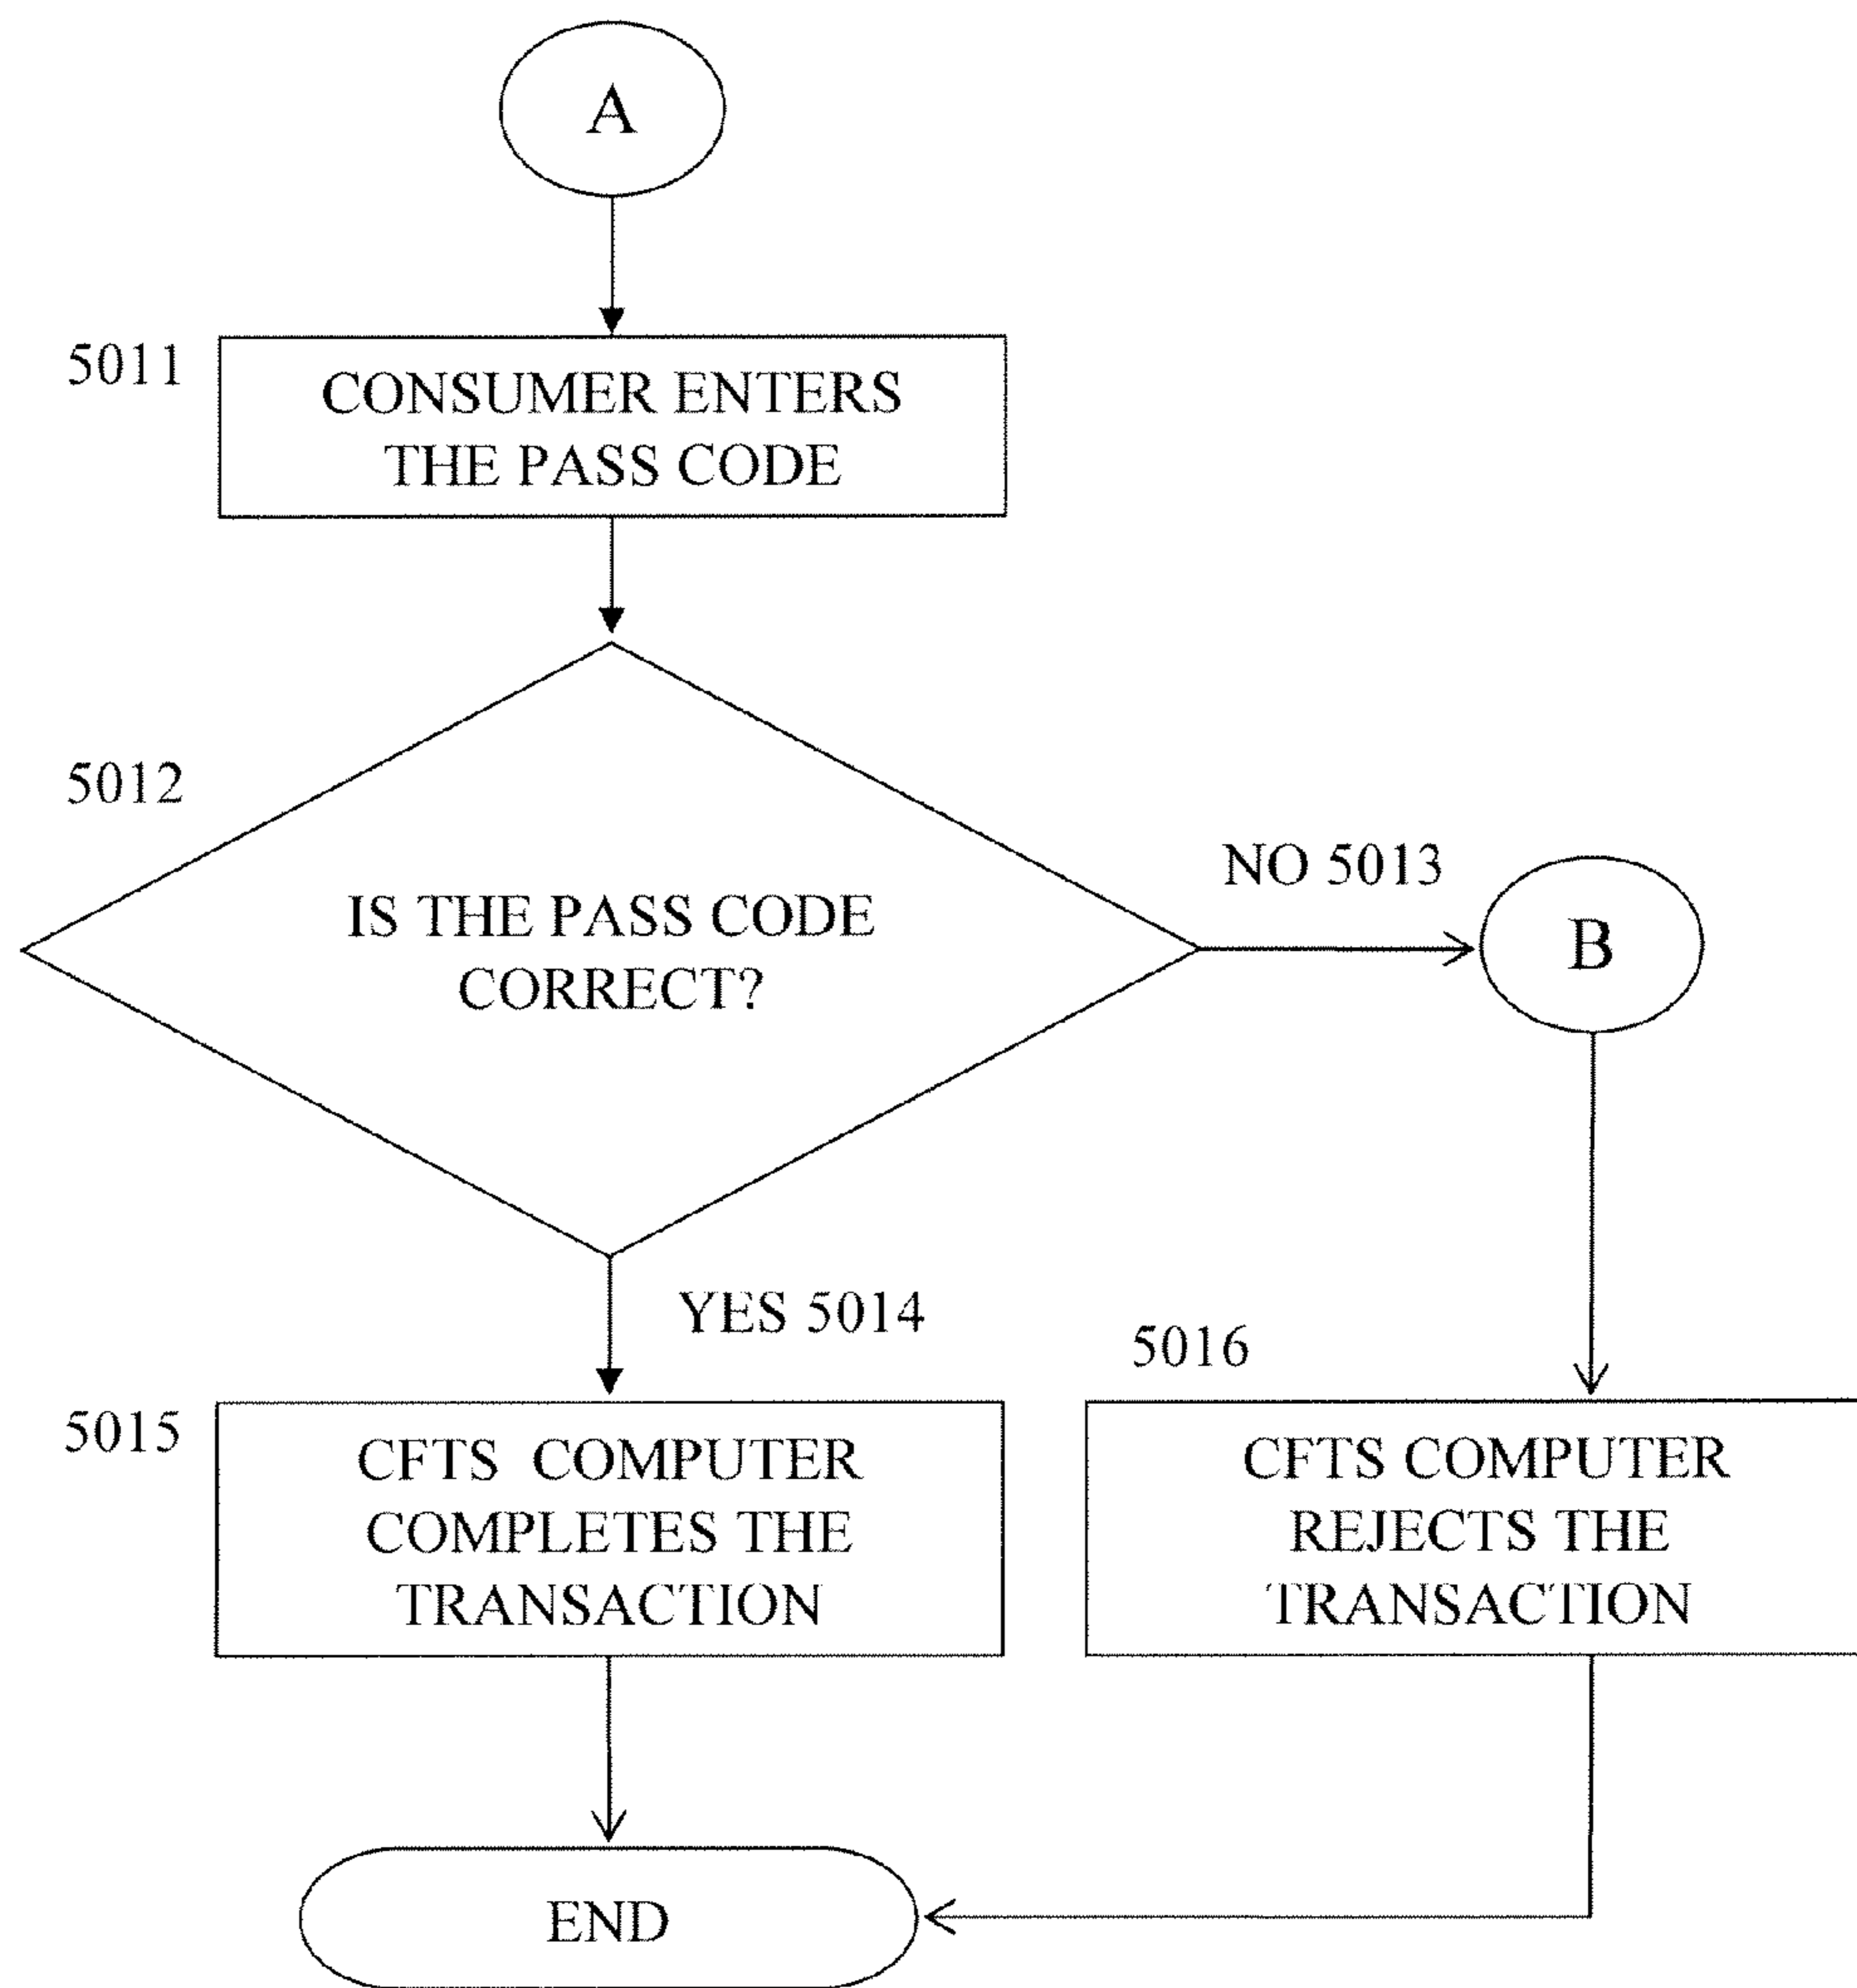 A
5011
CONSUMER ENTERS
THE PASS CODE
5012
IS THE PASS CODE
CORRECT?
NO 5013
B
YES 5014
5015
CFTS COMPUTER
COMPLETES THE
TRANSACTION
5016
CFTS COMPUTER
REJECTS THE
TRANSACTION
END